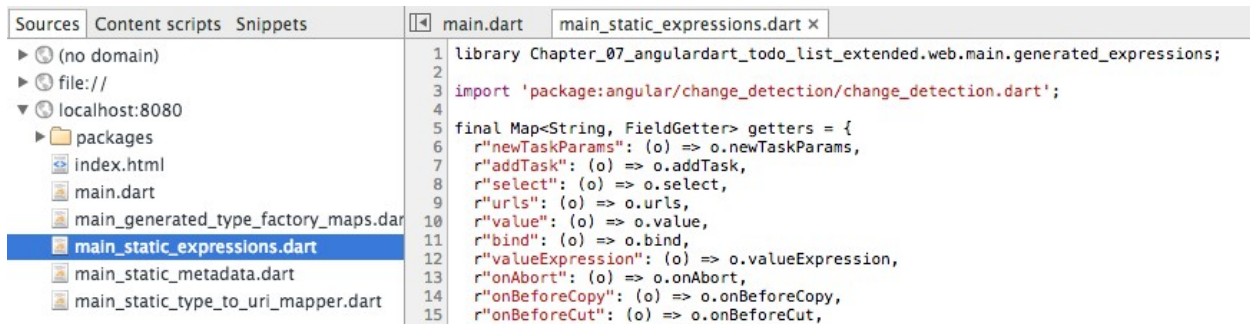 Sources Content scripts Snippets
(no domain)
file://
localhost:8080
packages
index.html
main.dart
main_generated_type_factory_maps.dar
main_static_expressions.dart
main_static_metadata.dart
main_static_type_to_uri_mapper.dart
main.dart main_static_expressions.dart ×
1 library Chapter_07_angulardart_todo_list_extended.web.main.generated_expressions;
2
3 import 'package:angular/change_detection/change_detection.dart';
4
5 final Map<String, FieldGetter> getters = {
6 r"newTaskParams": (o) => o.newTaskParams,
7 r"addTask": (o) => o.addTask,
8 r"select": (o) => o.select,
9 r"urls": (o) => o.urls,
10 r"value": (o) => o.value,
11 r"bind": (o) => o.bind,
12 r"valueExpression": (o) => o.valueExpression,
13 r"onAbort": (o) => o.onAbort,
14 r"onBeforeCopy": (o) => o.onBeforeCopy,
15 r"onBeforeCut": (o) => o.onBeforeCut,